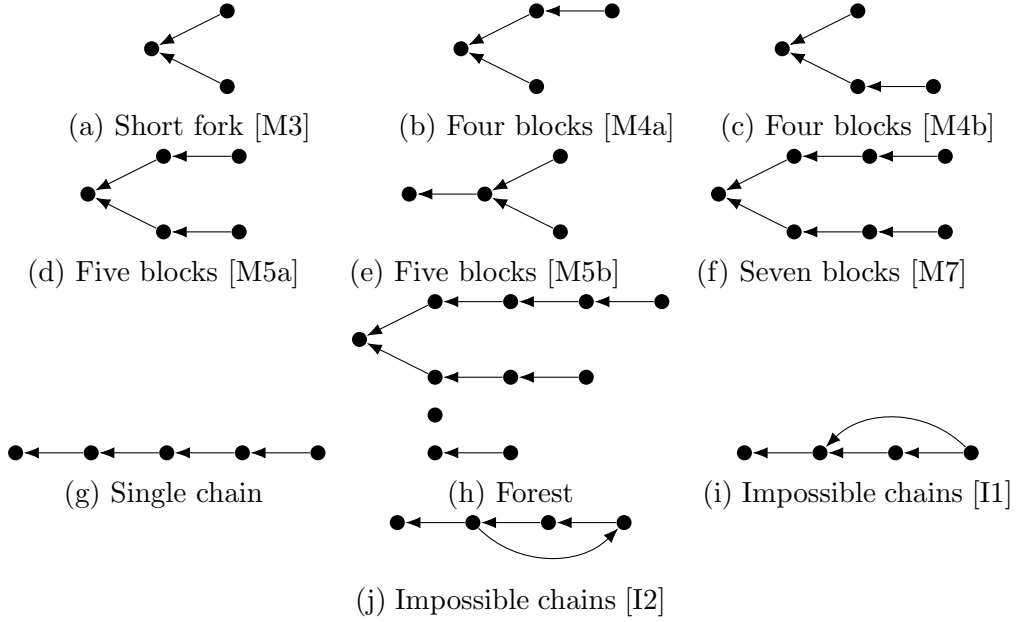 (a) Short fork [M3]
(b) Four blocks [M4a]
(c) Four blocks [M4b]
(d) Five blocks [M5a]
(e) Five blocks [M5b]
(f) Seven blocks [M7]
(g) Single chain
(h) Forest
(i) Impossible chains [I1]
(j) Impossible chains [I2]